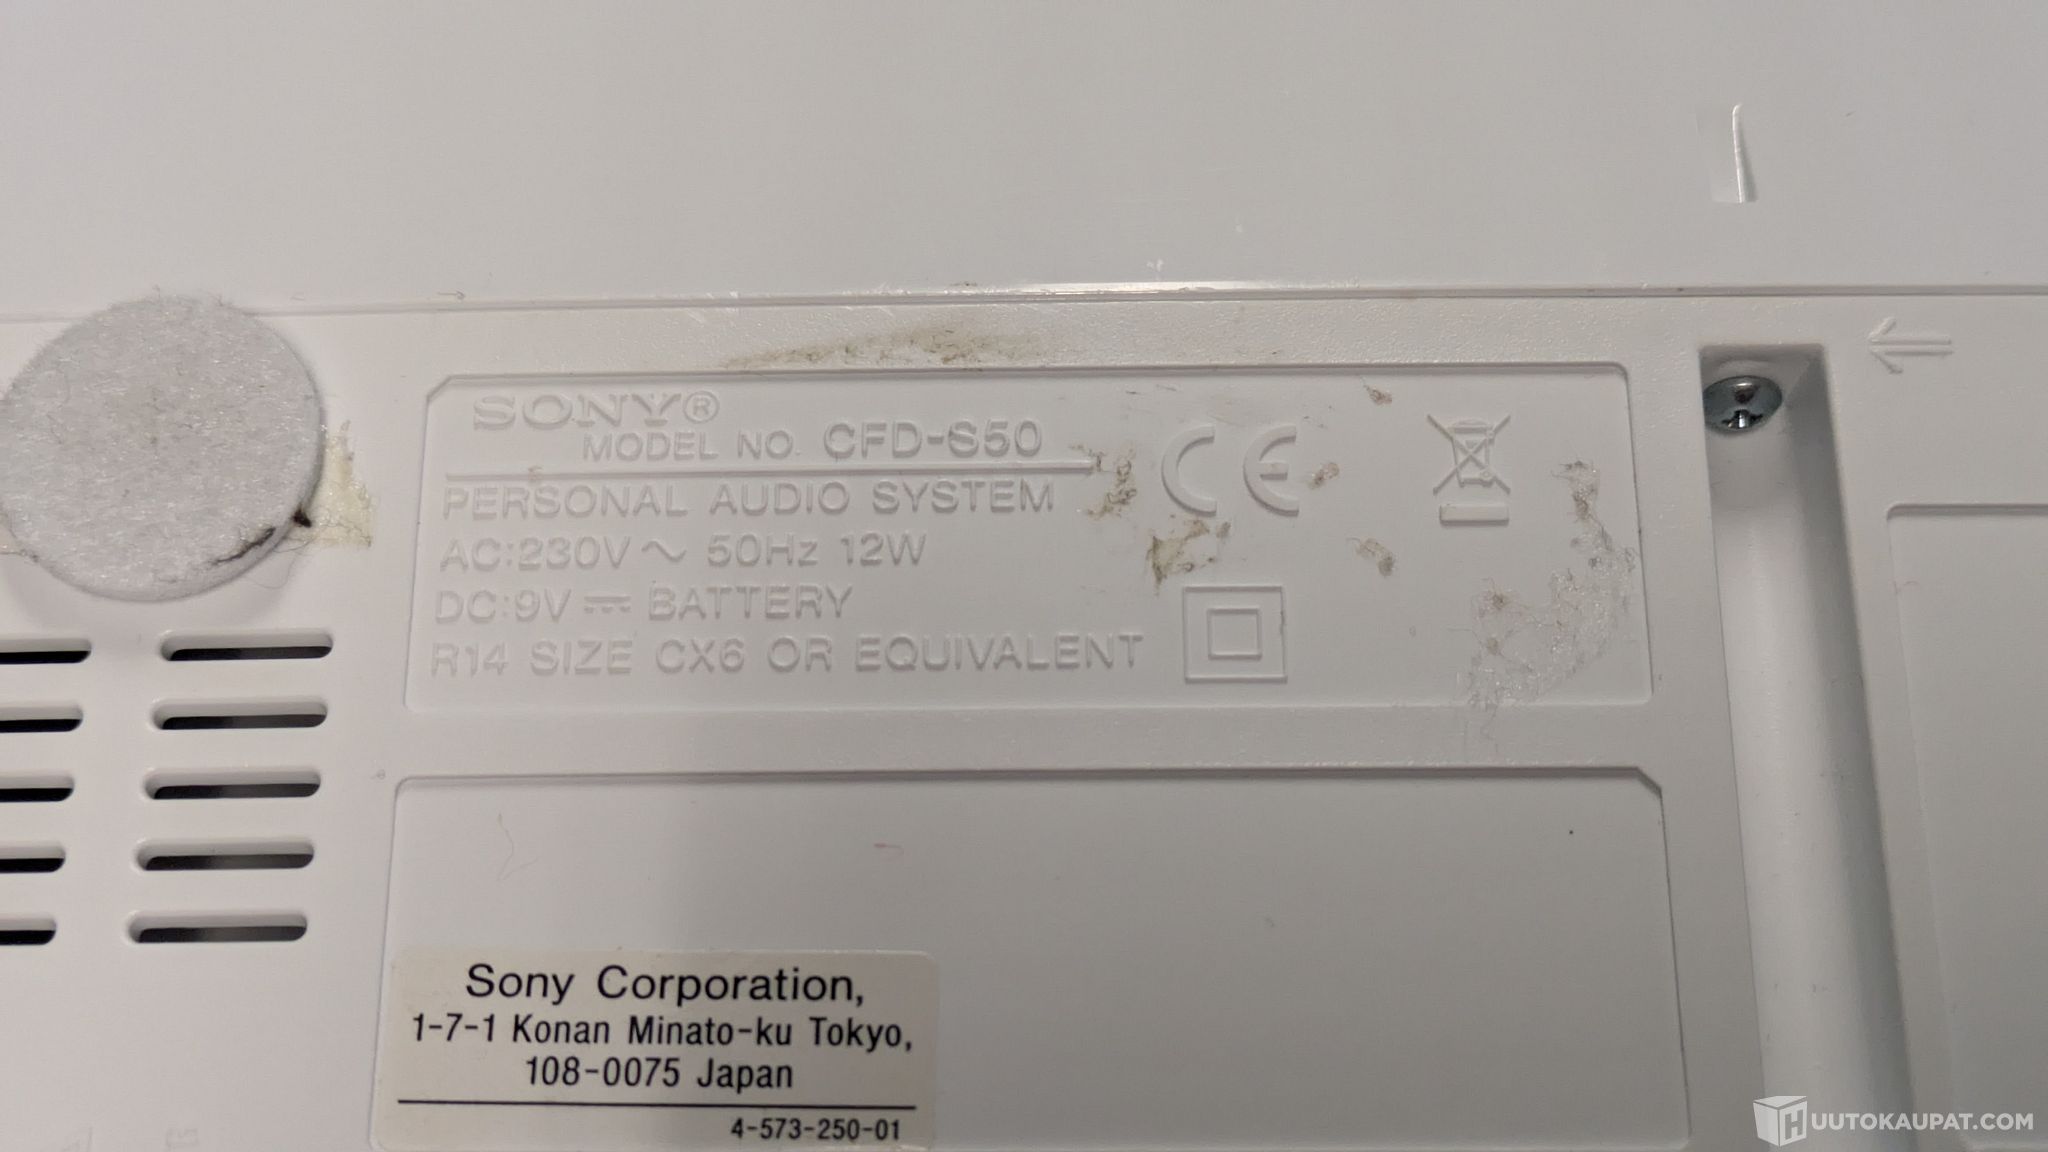 SONY®
MODEL NO. CFD-S50
PERSONAL AUDIO SYSTEM
AC:230V ~ 50Hz 12W
DC:9V ⎓ BATTERY
R14 SIZE CX6 OR EQUIVALENT
CE
Sony Corporation,
1-7-1 Konan Minato-ku Tokyo,
108-0075 Japan
4-573-250-01
HUUTOKAUPAT.COM